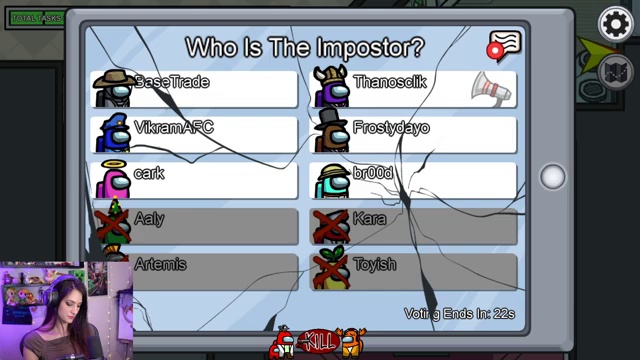 TOTAL TASKS
Who Is The Impostor?
BaseTrade
Thanosclik
VikramAFC
Frostydayo
cark
br00d
Aaly
Kara
Artemis
Toyish
Voting Ends In: 22s
KILL